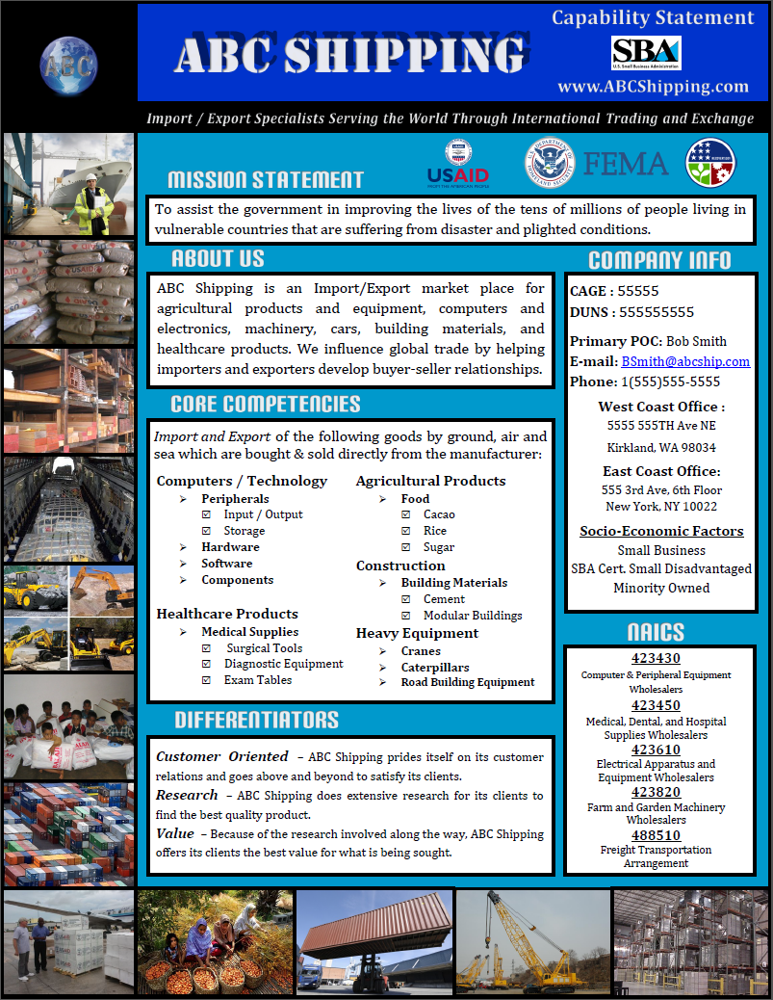 Capability Statement
ABC
ABC SHIPPING
SBA
U.S. Small Business Administration
www.ABCShipping.com
Import / Export Specialists Serving the World Through International Trading and Exchange
USAID
FROM THE AMERICAN PEOPLE
U.S. DEPARTMENT OF HOMELAND SECURITY
FEMA
MISSION STATEMENT
To assist the government in improving the lives of the tens of millions of people living in
vulnerable countries that are suffering from disaster and plighted conditions.
ABOUT US
ABC Shipping is an Import/Export market place for
agricultural products and equipment, computers and
electronics, machinery, cars, building materials, and
healthcare products. We influence global trade by helping
importers and exporters develop buyer-seller relationships.
CORE COMPETENCIES
Import and Export of the following goods by ground, air and
sea which are bought & sold directly from the manufacturer:
Computers / Technology
➢ Peripherals
☑ Input / Output
☑ Storage
➢ Hardware
➢ Software
➢ Components
Healthcare Products
➢ Medical Supplies
☑ Surgical Tools
☑ Diagnostic Equipment
☑ Exam Tables
Agricultural Products
➢ Food
☑ Cacao
☑ Rice
☑ Sugar
Construction
➢ Building Materials
☑ Cement
☑ Modular Buildings
Heavy Equipment
➢ Cranes
➢ Caterpillars
➢ Road Building Equipment
DIFFERENTIATORS
Customer Oriented – ABC Shipping prides itself on its customer
relations and goes above and beyond to satisfy its clients.
Research – ABC Shipping does extensive research for its clients to
find the best quality product.
Value – Because of the research involved along the way, ABC Shipping
offers its clients the best value for what is being sought.
COMPANY INFO
CAGE : 55555
DUNS : 555555555
Primary POC: Bob Smith
E-mail: BSmith@abcship.com
Phone: 1(555)555-5555
West Coast Office :
5555 555TH Ave NE
Kirkland, WA 98034
East Coast Office:
555 3rd Ave, 6th Floor
New York, NY 10022
Socio-Economic Factors
Small Business
SBA Cert. Small Disadvantaged
Minority Owned
NAICS
423430
Computer & Peripheral Equipment
Wholesalers
423450
Medical, Dental, and Hospital
Supplies Wholesalers
423610
Electrical Apparatus and
Equipment Wholesalers
423820
Farm and Garden Machinery
Wholesalers
488510
Freight Transportation
Arrangement
USAID